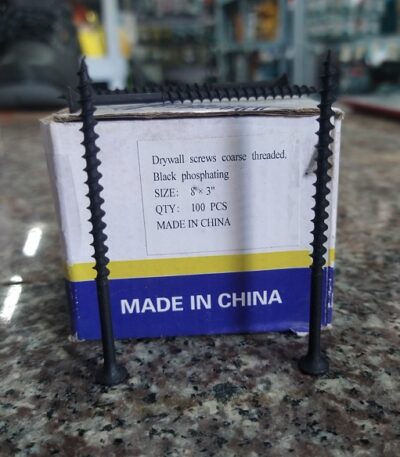 Drywall screws coarse threaded,
Black phosphating
SIZE: 8"× 3"
QTY: 100 PCS
MADE IN CHINA
MADE IN CHINA